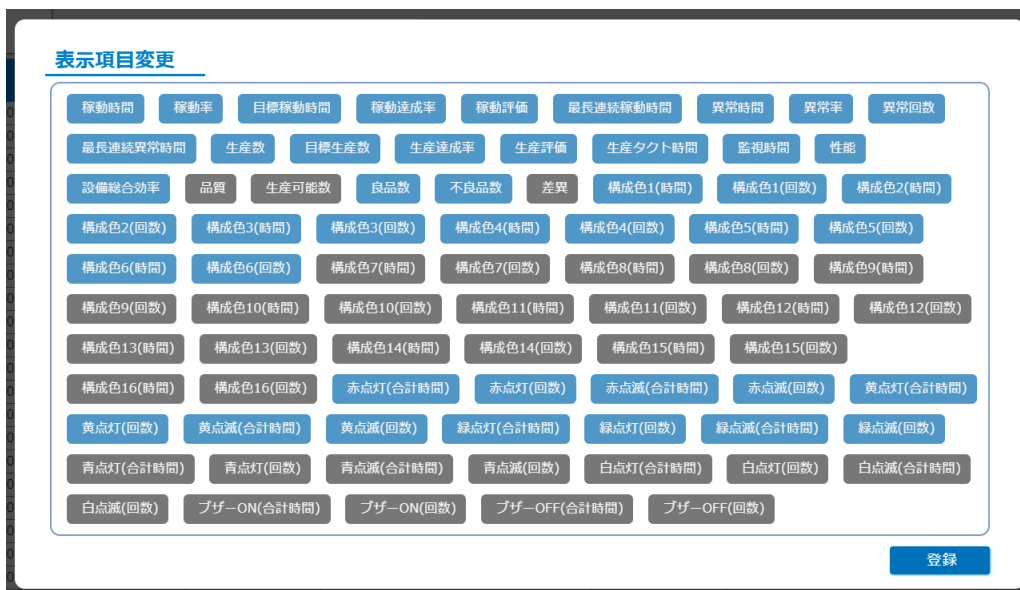 表示項目変更
稼動時間 稼動率 目標稼動時間 稼動達成率 稼動評価 最長連続稼動時間 異常時間 異常率 異常回数
最長連続異常時間 生産数 目標生産数 生産達成率 生産評価 生産タクト時間 監視時間 性能
設備総合効率 品質 生産可能数 良品数 不良品数 差異 構成色1(時間) 構成色1(回数) 構成色2(時間)
構成色2(回数) 構成色3(時間) 構成色3(回数) 構成色4(時間) 構成色4(回数) 構成色5(時間) 構成色5(回数)
構成色6(時間) 構成色6(回数) 構成色7(時間) 構成色7(回数) 構成色8(時間) 構成色8(回数) 構成色9(時間)
構成色9(回数) 構成色10(時間) 構成色10(回数) 構成色11(時間) 構成色11(回数) 構成色12(時間) 構成色12(回数)
構成色13(時間) 構成色13(回数) 構成色14(時間) 構成色14(回数) 構成色15(時間) 構成色15(回数)
構成色16(時間) 構成色16(回数) 赤点灯(合計時間) 赤点灯(回数) 赤点滅(合計時間) 赤点滅(回数) 黄点灯(合計時間)
黄点灯(回数) 黄点滅(合計時間) 黄点滅(回数) 緑点灯(合計時間) 緑点灯(回数) 緑点滅(合計時間) 緑点滅(回数)
青点灯(合計時間) 青点灯(回数) 青点滅(合計時間) 青点滅(回数) 白点灯(合計時間) 白点灯(回数) 白点滅(合計時間)
白点滅(回数) ブザーON(合計時間) ブザーON(回数) ブザーOFF(合計時間) ブザーOFF(回数)
登録